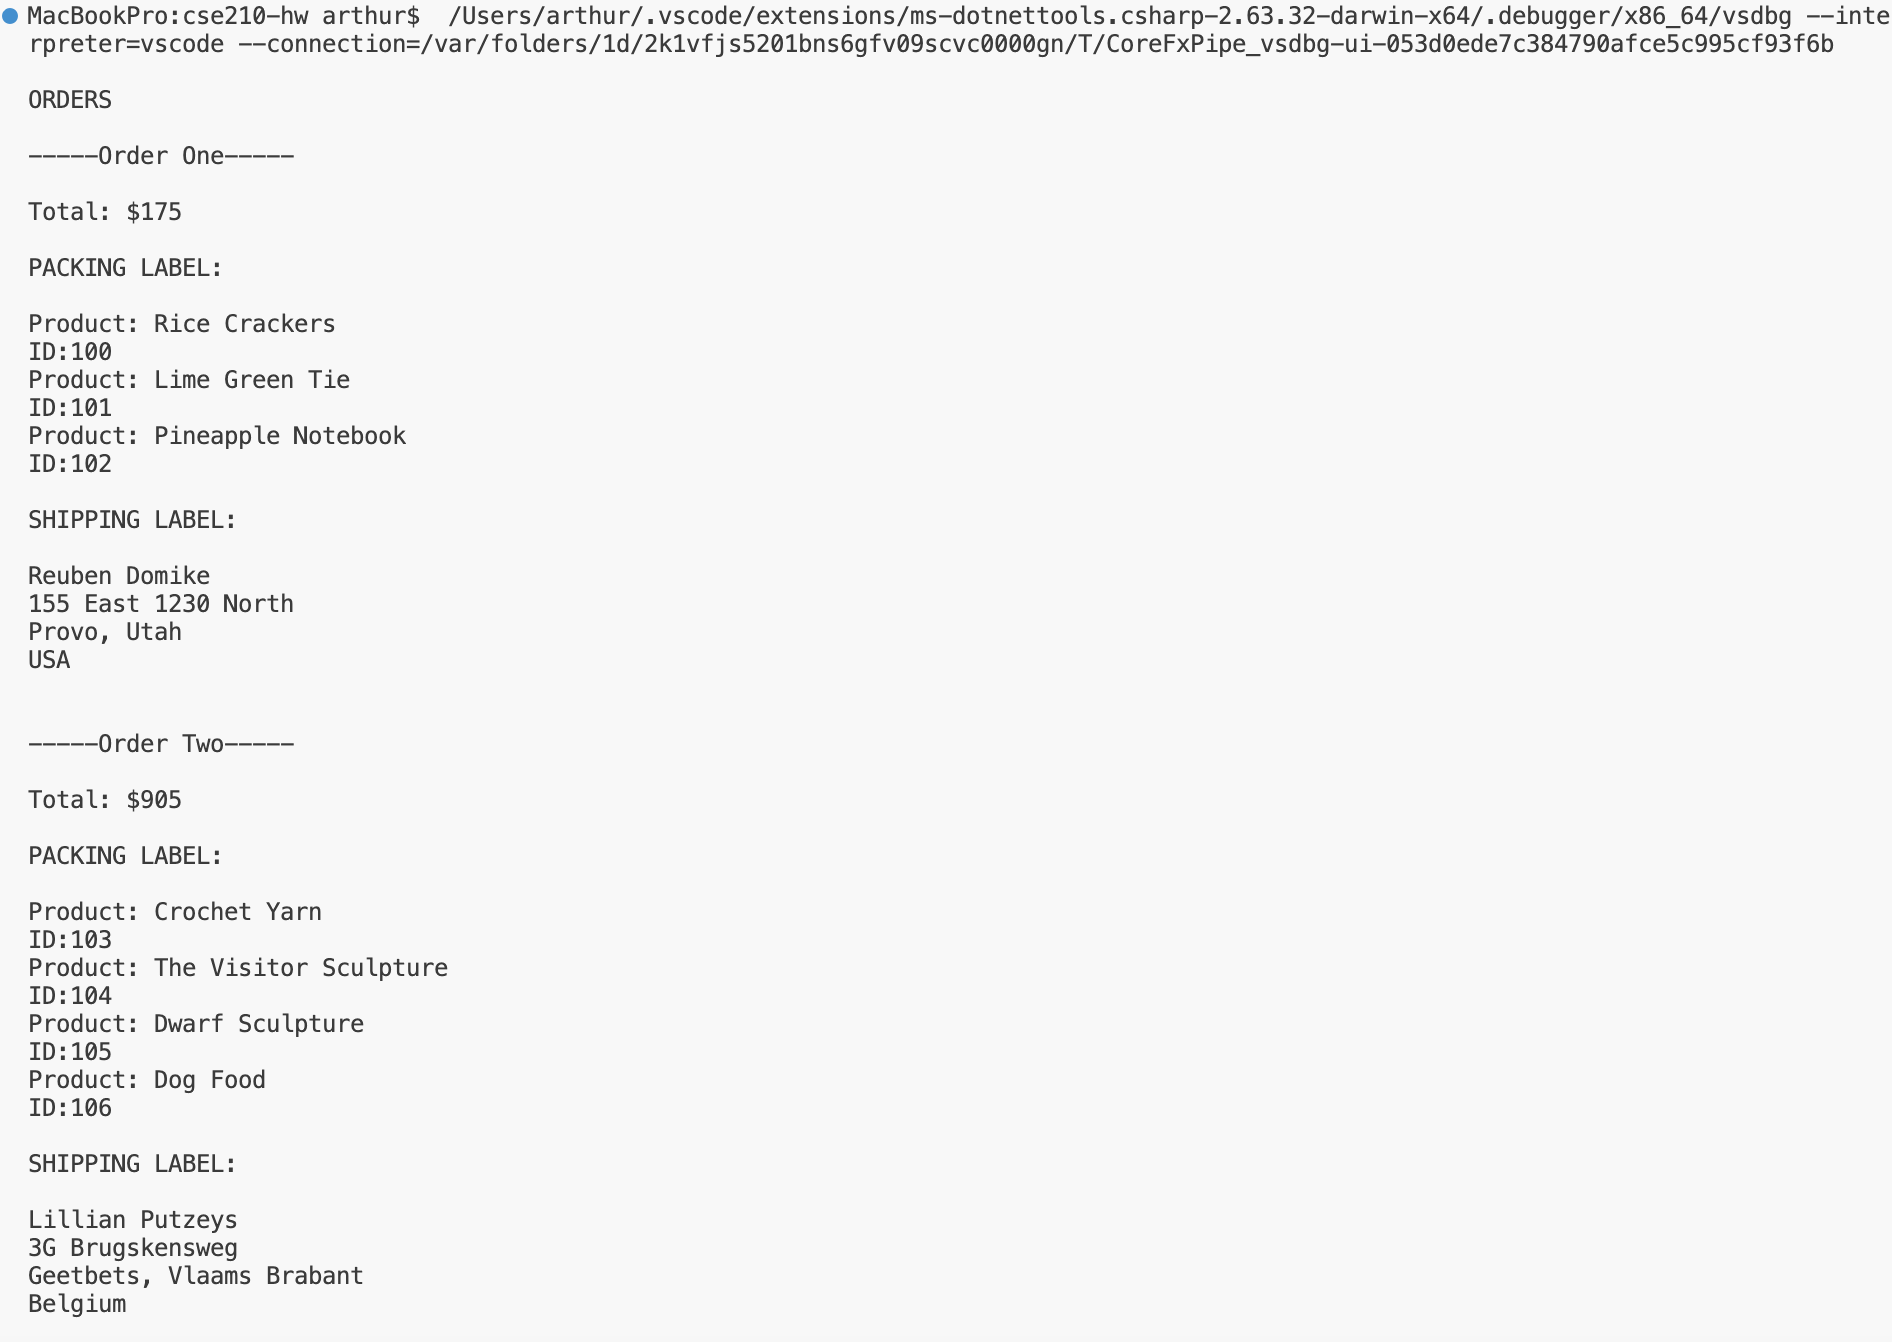 MacBookPro:cse210-hw arthur$  /Users/arthur/.vscode/extensions/ms-dotnettools.csharp-2.63.32-darwin-x64/.debugger/x86_64/vsdbg --inte
rpreter=vscode --connection=/var/folders/1d/2k1vfjs5201bns6gfv09scvc0000gn/T/CoreFxPipe_vsdbg-ui-053d0ede7c384790afce5c995cf93f6b
ORDERS
-----Order One-----
Total: $175
PACKING LABEL:
Product: Rice Crackers
ID:100
Product: Lime Green Tie
ID:101
Product: Pineapple Notebook
ID:102
SHIPPING LABEL:
Reuben Domike
155 East 1230 North
Provo, Utah
USA
-----Order Two-----
Total: $905
PACKING LABEL:
Product: Crochet Yarn
ID:103
Product: The Visitor Sculpture
ID:104
Product: Dwarf Sculpture
ID:105
Product: Dog Food
ID:106
SHIPPING LABEL:
Lillian Putzeys
3G Brugskensweg
Geetbets, Vlaams Brabant
Belgium